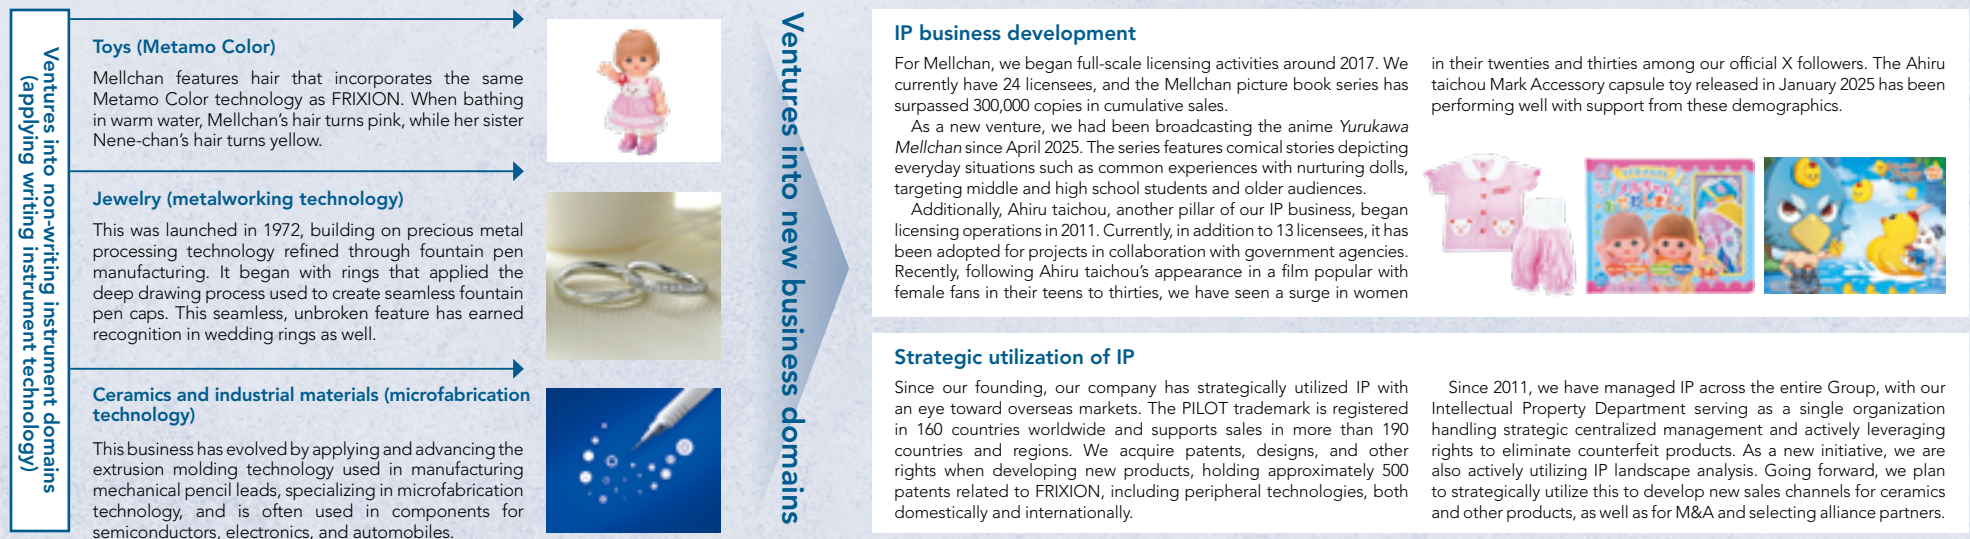 Ventures into non-writing instrument domains
(applying writing instrument technology)
Toys (Metamo Color)
Mellchan features hair that incorporates the same
Metamo Color technology as FRIXION. When bathing
in warm water, Mellchan’s hair turns pink, while her sister
Nene-chan’s hair turns yellow.
Jewelry (metalworking technology)
This was launched in 1972, building on precious metal
processing technology refined through fountain pen
manufacturing. It began with rings that applied the
deep drawing process used to create seamless fountain
pen caps. This seamless, unbroken feature has earned
recognition in wedding rings as well.
Ceramics and industrial materials (microfabrication
technology)
This business has evolved by applying and advancing the
extrusion molding technology used in manufacturing
mechanical pencil leads, specializing in microfabrication
technology, and is often used in components for
semiconductors, electronics, and automobiles.
Ventures into new business domains
IP business development
For Mellchan, we began full-scale licensing activities around 2017. We
currently have 24 licensees, and the Mellchan picture book series has
surpassed 300,000 copies in cumulative sales.
As a new venture, we had been broadcasting the anime Yurukawa
Mellchan since April 2025. The series features comical stories depicting
everyday situations such as common experiences with nurturing dolls,
targeting middle and high school students and older audiences.
Additionally, Ahiru taichou, another pillar of our IP business, began
licensing operations in 2011. Currently, in addition to 13 licensees, it has
been adopted for projects in collaboration with government agencies.
Recently, following Ahiru taichou’s appearance in a film popular with
female fans in their teens to thirties, we have seen a surge in women
in their twenties and thirties among our official X followers. The Ahiru
taichou Mark Accessory capsule toy released in January 2025 has been
performing well with support from these demographics.
Strategic utilization of IP
Since our founding, our company has strategically utilized IP with
an eye toward overseas markets. The PILOT trademark is registered
in 160 countries worldwide and supports sales in more than 190
countries and regions. We acquire patents, designs, and other
rights when developing new products, holding approximately 500
patents related to FRIXION, including peripheral technologies, both
domestically and internationally.
Since 2011, we have managed IP across the entire Group, with our
Intellectual Property Department serving as a single organization
handling strategic centralized management and actively leveraging
rights to eliminate counterfeit products. As a new initiative, we are
also actively utilizing IP landscape analysis. Going forward, we plan
to strategically utilize this to develop new sales channels for ceramics
and other products, as well as for M&A and selecting alliance partners.